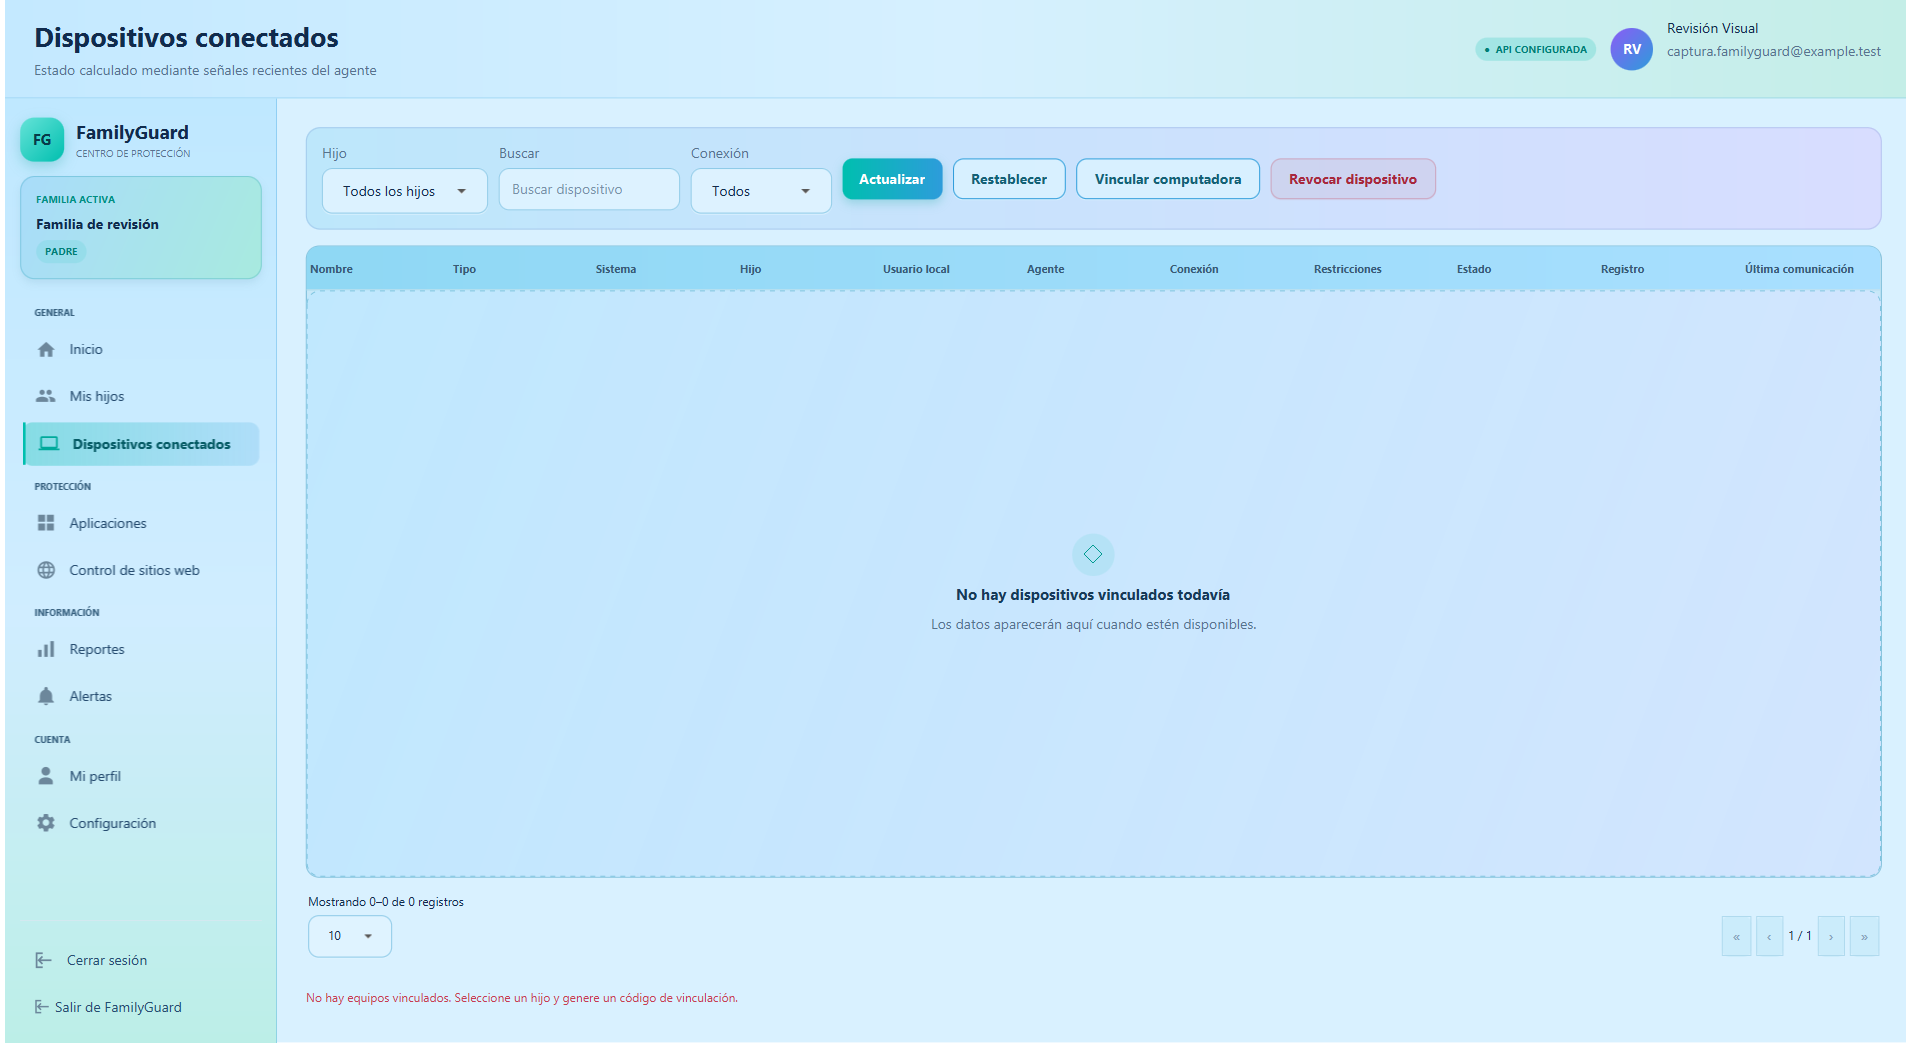 Dispositivos conectados
Estado calculado mediante señales recientes del agente
• API CONFIGURADA
RV
Revisión Visual
captura.familyguard@example.test
FG
FamilyGuard
CENTRO DE PROTECCIÓN
FAMILIA ACTIVA
Familia de revisión
PADRE
GENERAL
Inicio
Mis hijos
Dispositivos conectados
PROTECCIÓN
Aplicaciones
Control de sitios web
INFORMACIÓN
Reportes
Alertas
CUENTA
Mi perfil
Configuración
Cerrar sesión
Salir de FamilyGuard
Hijo
Todos los hijos
Buscar
Buscar dispositivo
Conexión
Todos
Actualizar
Restablecer
Vincular computadora
Revocar dispositivo
Nombre Tipo Sistema Hijo Usuario local Agente Conexión Restricciones Estado Registro Última comunicación
No hay dispositivos vinculados todavía
Los datos aparecerán aquí cuando estén disponibles.
Mostrando 0–0 de 0 registros
10
« ‹ 1 / 1 › »
No hay equipos vinculados. Seleccione un hijo y genere un código de vinculación.